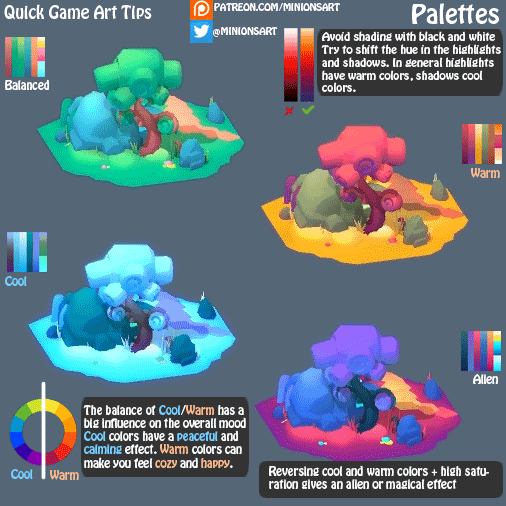 Quick Game Art Tips
PATREON.COM/MINIONSART
@MINIONSART
Palettes
Avoid shading with black and white
Try to shift the hue in the highlights
and shadows. In general highlights
have warm colors, shadows cool
colors.
Balanced
Warm
Cool
Alien
The balance of Cool/Warm has a
big influence on the overall mood
Cool colors have a peaceful and
calming effect. Warm colors can
make you feel cozy and happy.
Cool
Warm
Reversing cool and warm colors + high satu-
ration gives an alien or magical effect